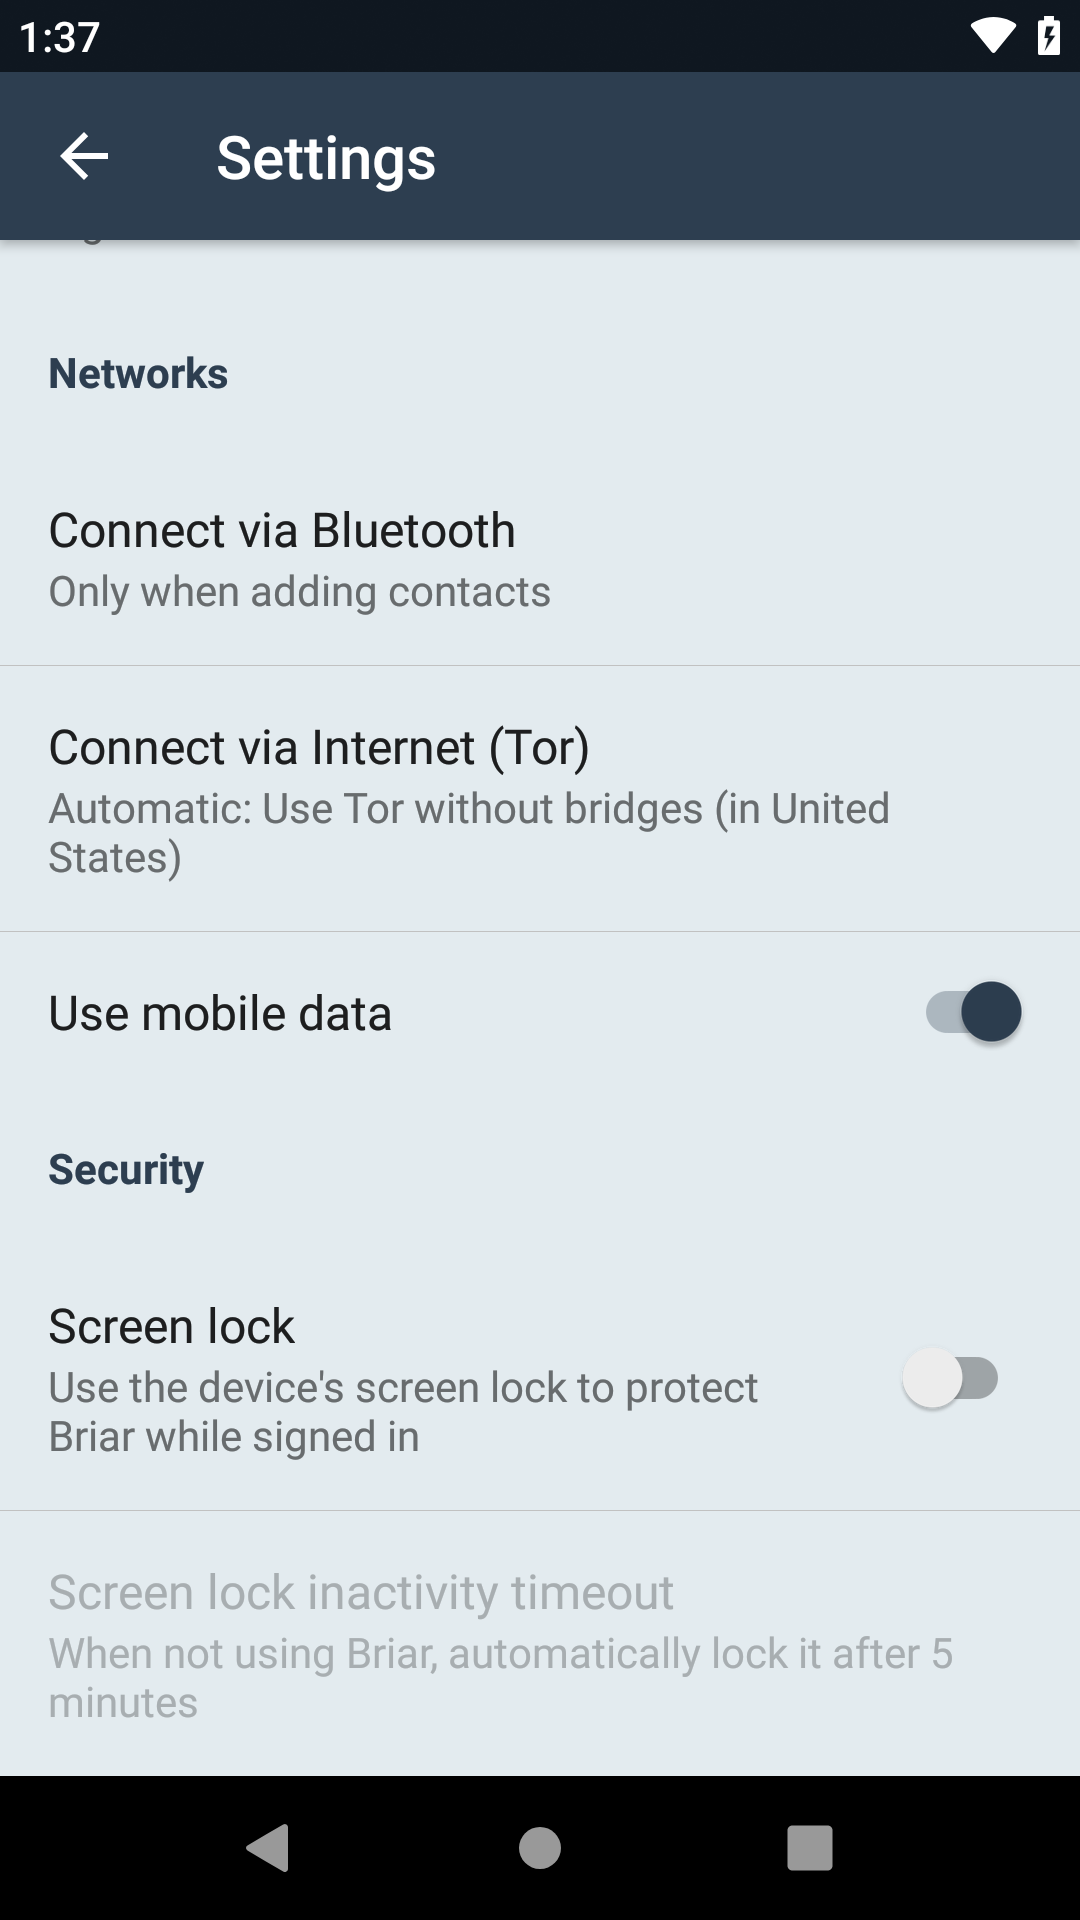 1:37
Settings
Networks
Connect via Bluetooth
Only when adding contacts
Connect via Internet (Tor)
Automatic: Use Tor without bridges (in United
States)
Use mobile data
Security
Screen lock
Use the device's screen lock to protect
Briar while signed in
Screen lock inactivity timeout
When not using Briar, automatically lock it after 5
minutes